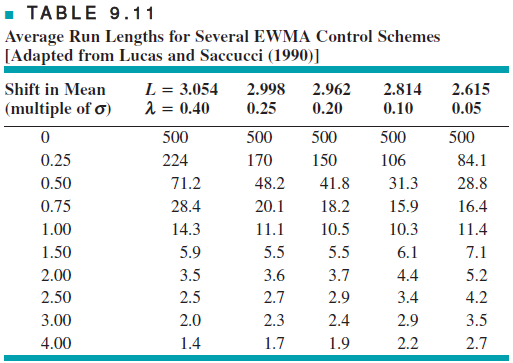 TABLE 9.11
Average Run Lengths for Several EWMA Control Schemes
[Adapted from Lucas and Saccucci (1990)]
Shift in Mean L = 3.054 2.998 2.962 2.814 2.615
(multiple of σ) λ = 0.40 0.25 0.20 0.10 0.05
0 500 500 500 500 500
0.25 224 170 150 106 84.1
0.50 71.2 48.2 41.8 31.3 28.8
0.75 28.4 20.1 18.2 15.9 16.4
1.00 14.3 11.1 10.5 10.3 11.4
1.50 5.9 5.5 5.5 6.1 7.1
2.00 3.5 3.6 3.7 4.4 5.2
2.50 2.5 2.7 2.9 3.4 4.2
3.00 2.0 2.3 2.4 2.9 3.5
4.00 1.4 1.7 1.9 2.2 2.7